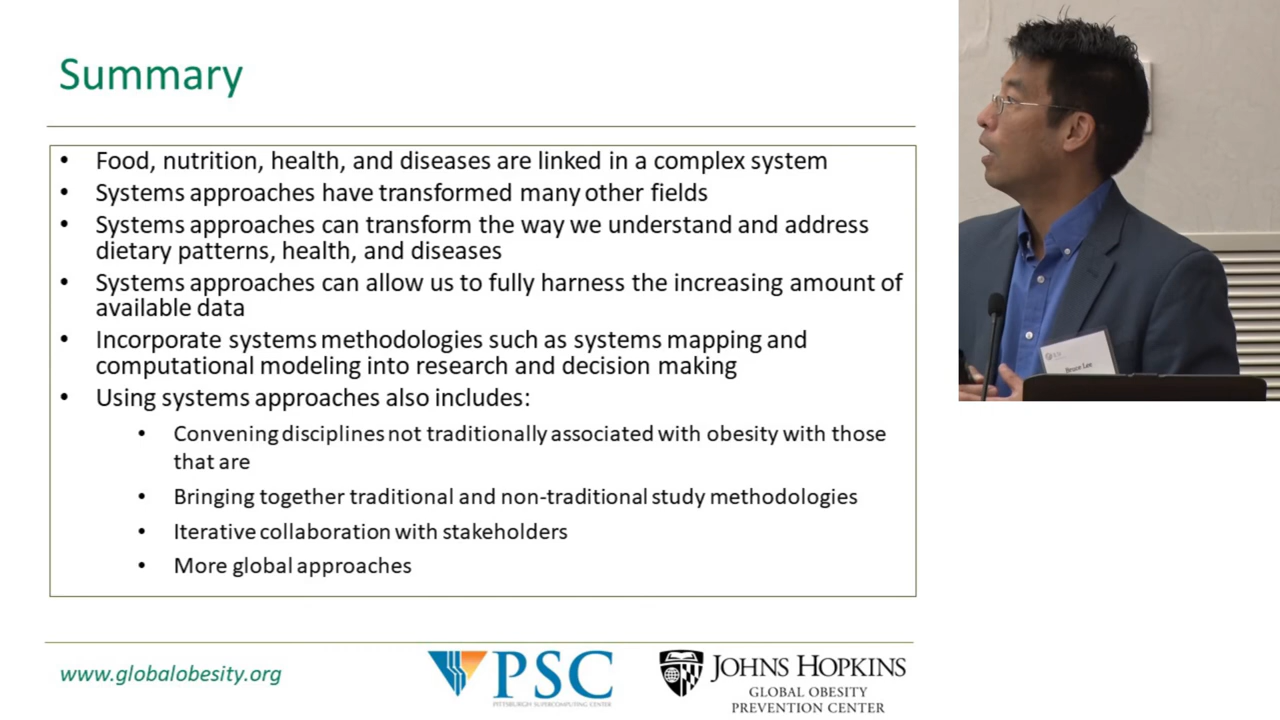 Summary
• Food, nutrition, health, and diseases are linked in a complex system
• Systems approaches have transformed many other fields
• Systems approaches can transform the way we understand and address
dietary patterns, health, and diseases
• Systems approaches can allow us to fully harness the increasing amount of
available data
• Incorporate systems methodologies such as systems mapping and
computational modeling into research and decision making
• Using systems approaches also includes:
• Convening disciplines not traditionally associated with obesity with those
that are
• Bringing together traditional and non-traditional study methodologies
• Iterative collaboration with stakeholders
• More global approaches
www.globalobesity.org
PSC
PITTSBURGH SUPERCOMPUTING CENTER
JOHNS HOPKINS
GLOBAL OBESITY
PREVENTION CENTER
Bruce Lee